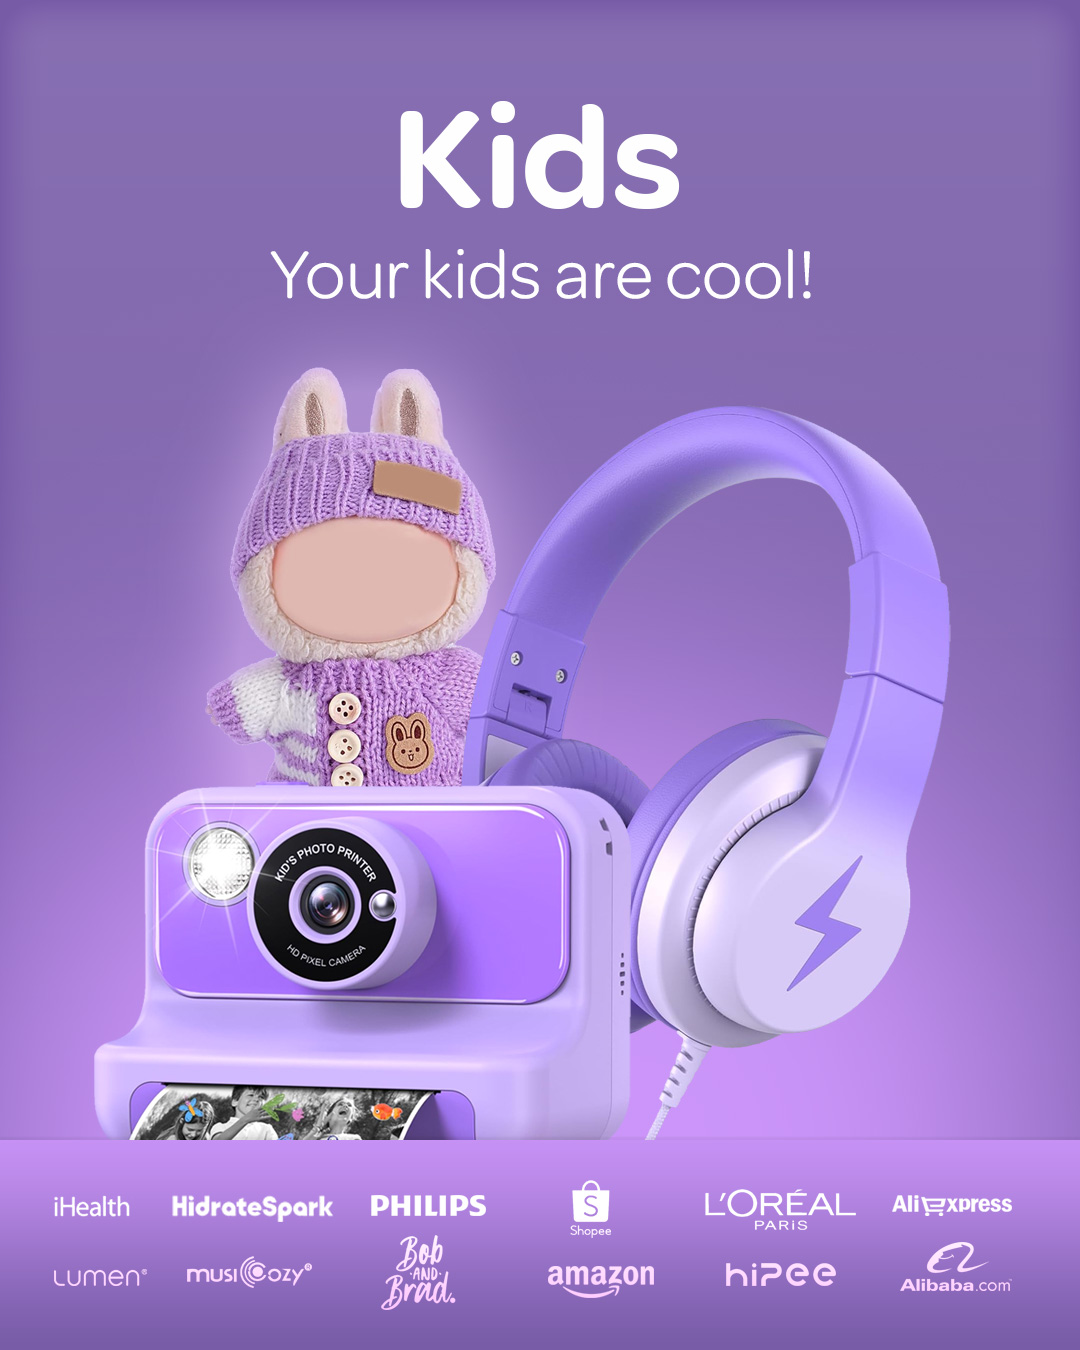 Kids
Your kids are cool!
KID'S PHOTO PRINTER
HD PIXEL CAMERA
iHealth HidrateSpark PHILIPS S Shopee L'ORÉAL PARIS AliExpress
LUMEN® musiCozy® Bob AND Brad. amazon hiPee Alibaba.com™